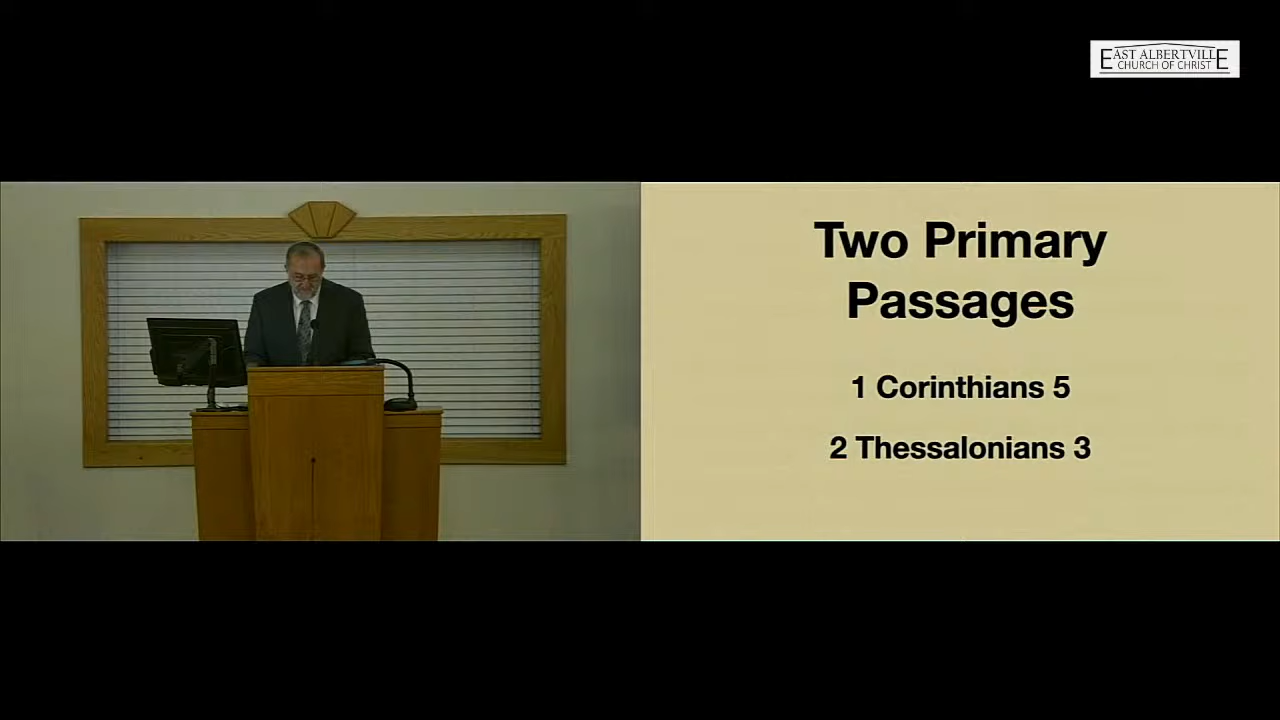 EAST ALBERTVILLE
CHURCH OF CHRIST
Two Primary
Passages
1 Corinthians 5
2 Thessalonians 3